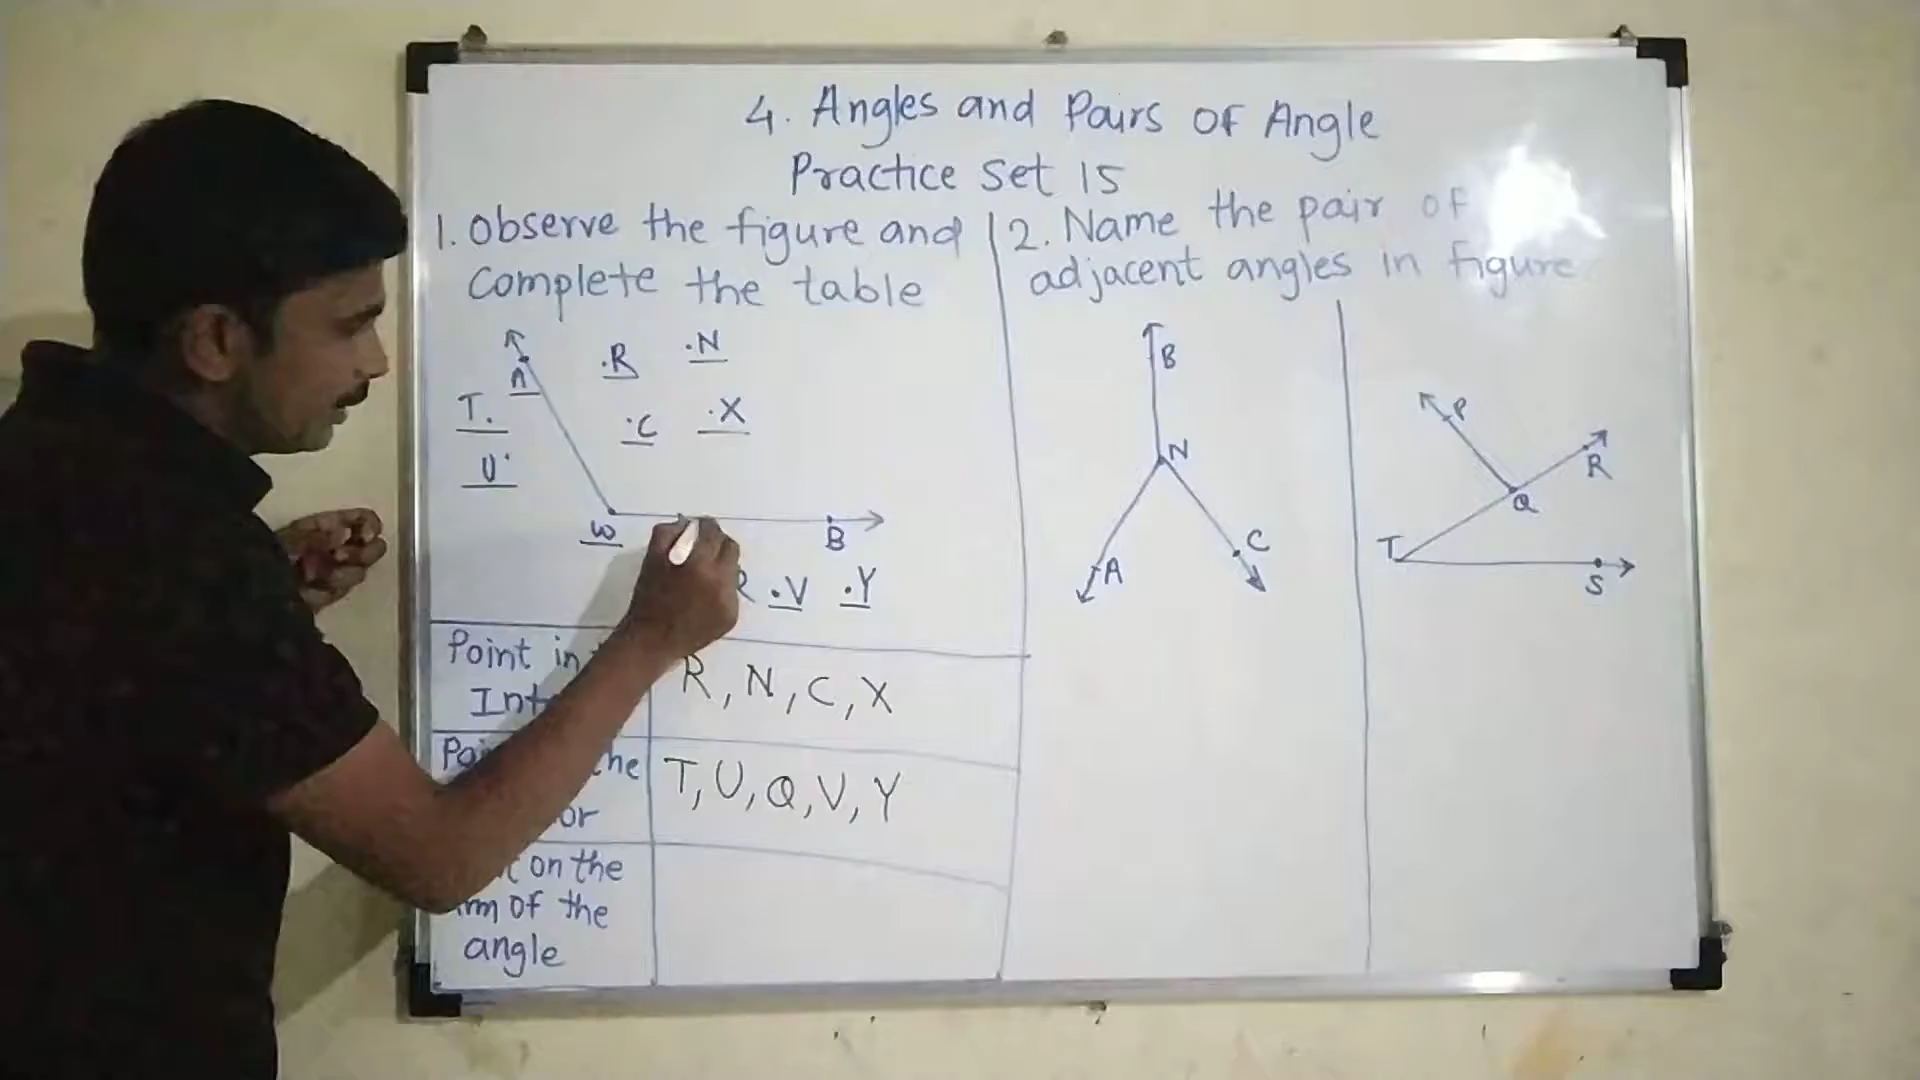 4. Angles and Pairs of Angle
Practice Set 15
1. Observe the figure and
complete the table
A
.R
.N
T.
.C
.X
U
W
B
.V
.Y
Point
R, N, C, X
the
T, U, Q, V, Y
on the
of the
angle
2. Name the pair of
adjacent angles in figure
B
N
A
C
P
R
Q
T
S